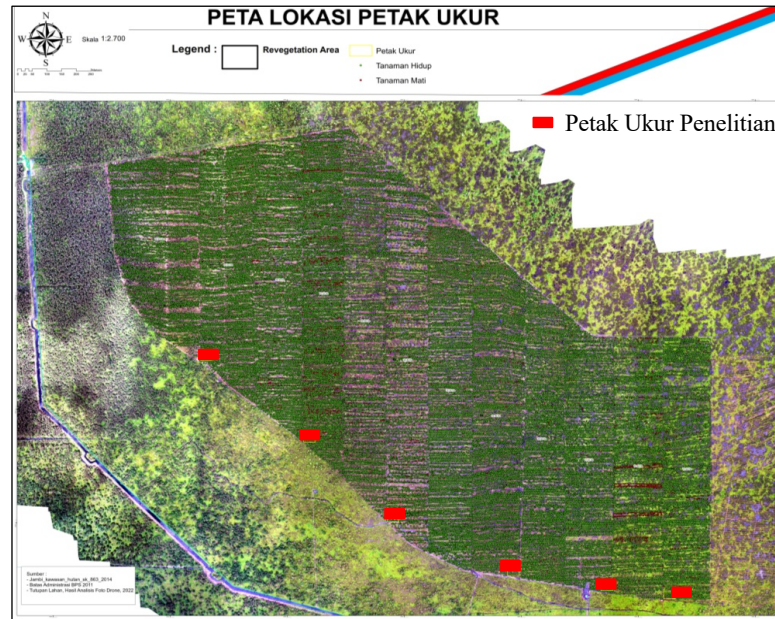 PETA LOKASI PETAK UKUR
N
W E
S
Skala 1:2.700
Legend :
Revegetation Area
Petak Ukur
Tanaman Hidup
Tanaman Mati
Petak Ukur Penelitian
Sumber :
- Jambi_kawasan_hutan_sk_863_2014
- Batas Administrasi BPS 2011
- Tutupan Lahan, Hasil Analisis Foto Drone, 2022